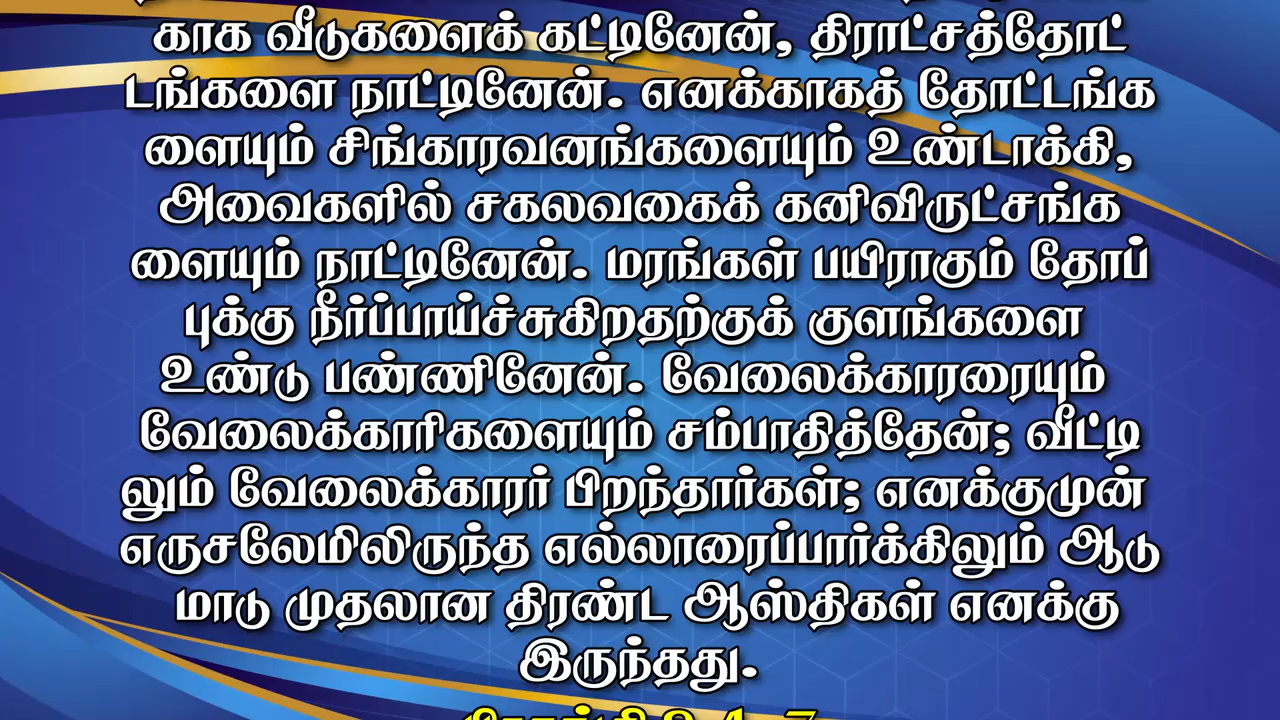 காக வீடுகளைக் கட்டினேன், திராட்சத்தோட்
டங்களை நாட்டினேன். எனக்காகத் தோட்டங்க
ளையும் சிங்காரவனங்களையும் உண்டாக்கி,
அவைகளில் சகலவகைக் கனிவிருட்சங்க
ளையும் நாட்டினேன். மரங்கள் பயிராகும் தோப்
புக்கு நீர்ப்பாய்ச்சுகிறதற்குக் குளங்களை
உண்டு பண்ணினேன். வேலைக்காரரையும்
வேலைக்காரிகளையும் சம்பாதித்தேன்; வீட்டி
லும் வேலைக்காரர் பிறந்தார்கள்; எனக்குமுன்
எருசலேமிலிருந்த எல்லாரைப்பார்க்கிலும் ஆடு
மாடு முதலான திரண்ட ஆஸ்திகள் எனக்கு
இருந்தது.